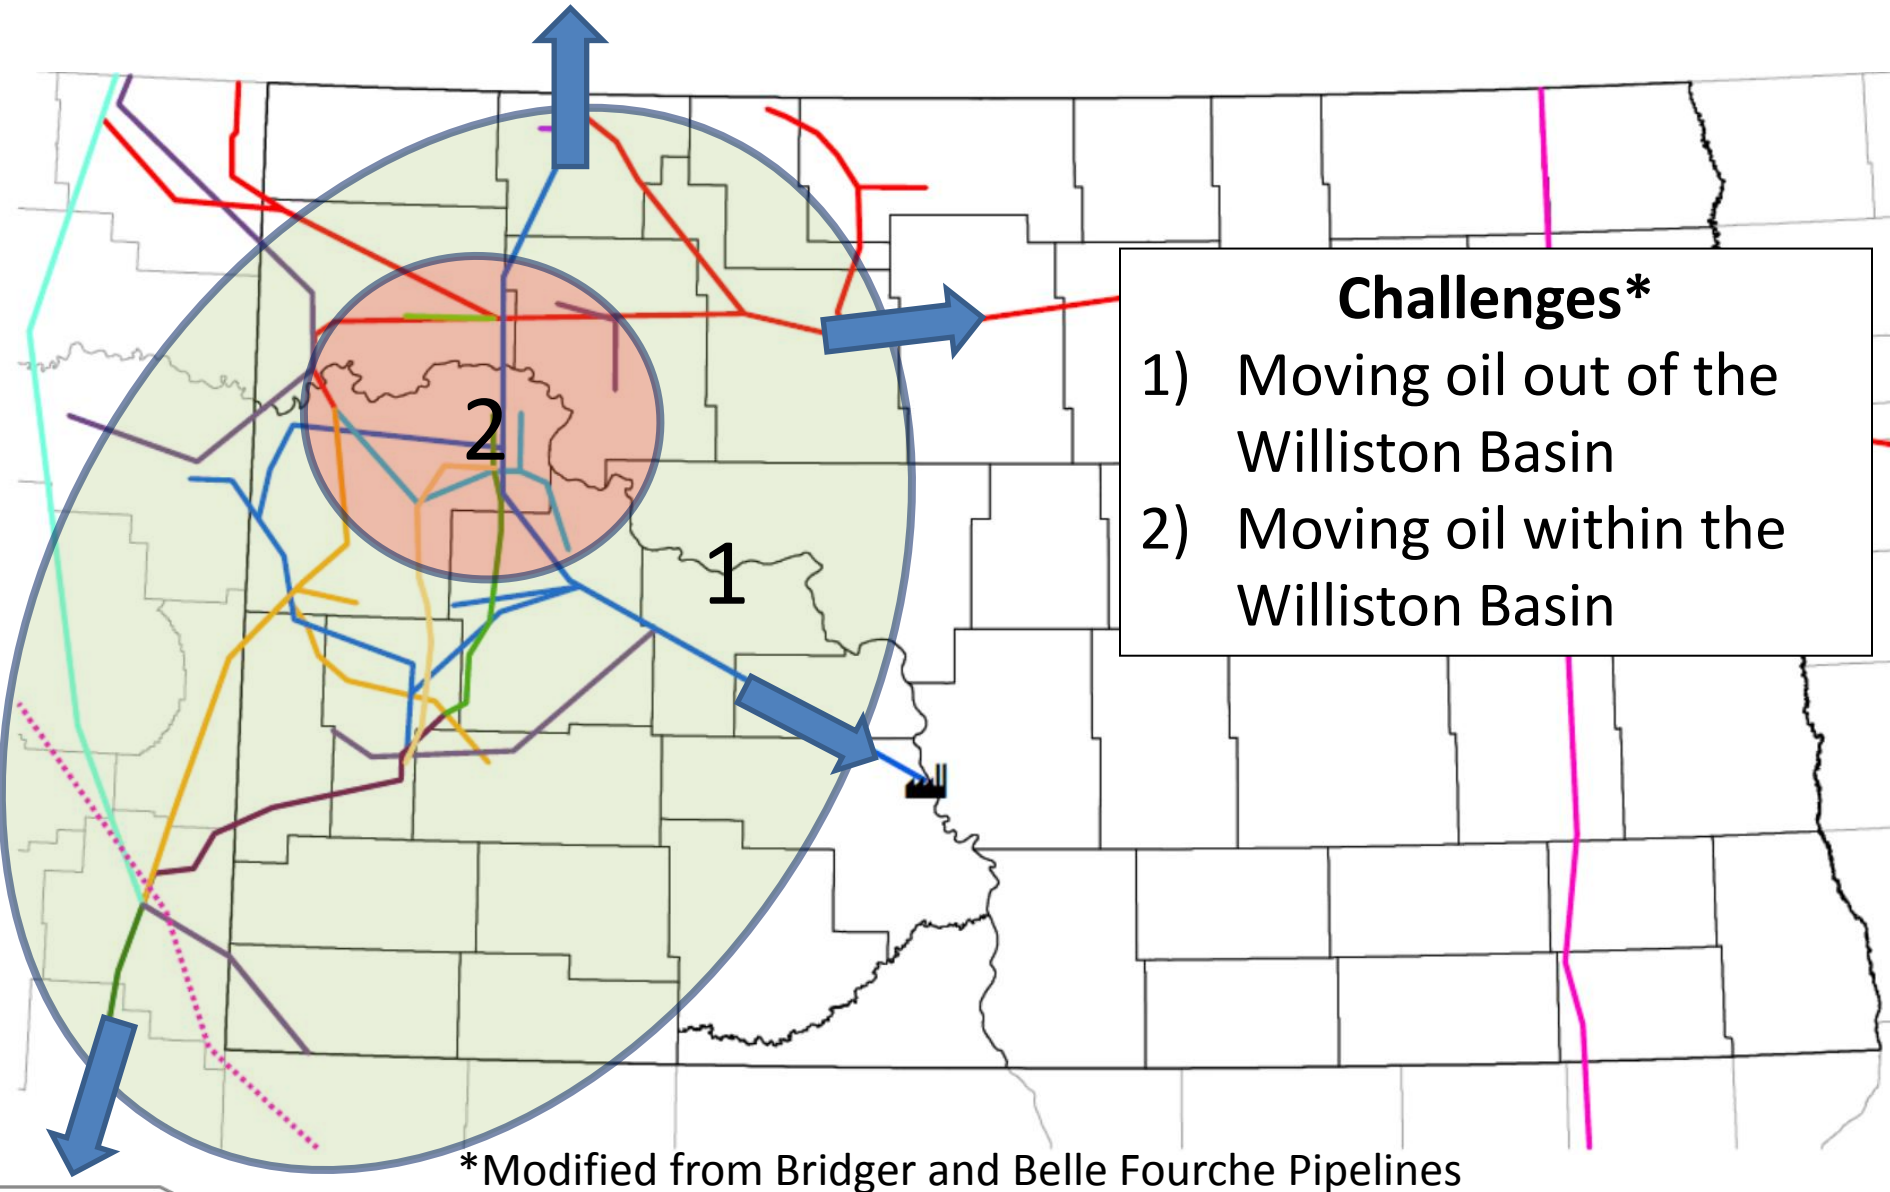 Challenges*
1) Moving oil out of the
Williston Basin
2) Moving oil within the
Williston Basin
2
1
*Modified from Bridger and Belle Fourche Pipelines